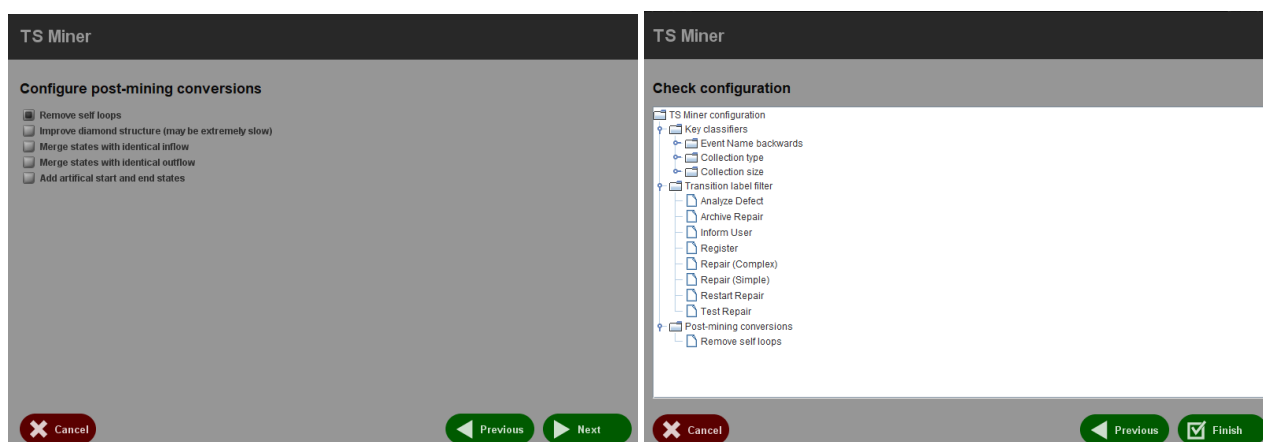 TS Miner
Configure post-mining conversions
Remove self loops
Improve diamond structure (may be extremely slow)
Merge states with identical inflow
Merge states with identical outflow
Add artifical start and end states
Cancel
Previous
Next
TS Miner
Check configuration
TS Miner configuration
Key classifiers
Event Name backwards
Collection type
Collection size
Transition label filter
Analyze Defect
Archive Repair
Inform User
Register
Repair (Complex)
Repair (Simple)
Restart Repair
Test Repair
Post-mining conversions
Remove self loops
Cancel
Previous
Finish